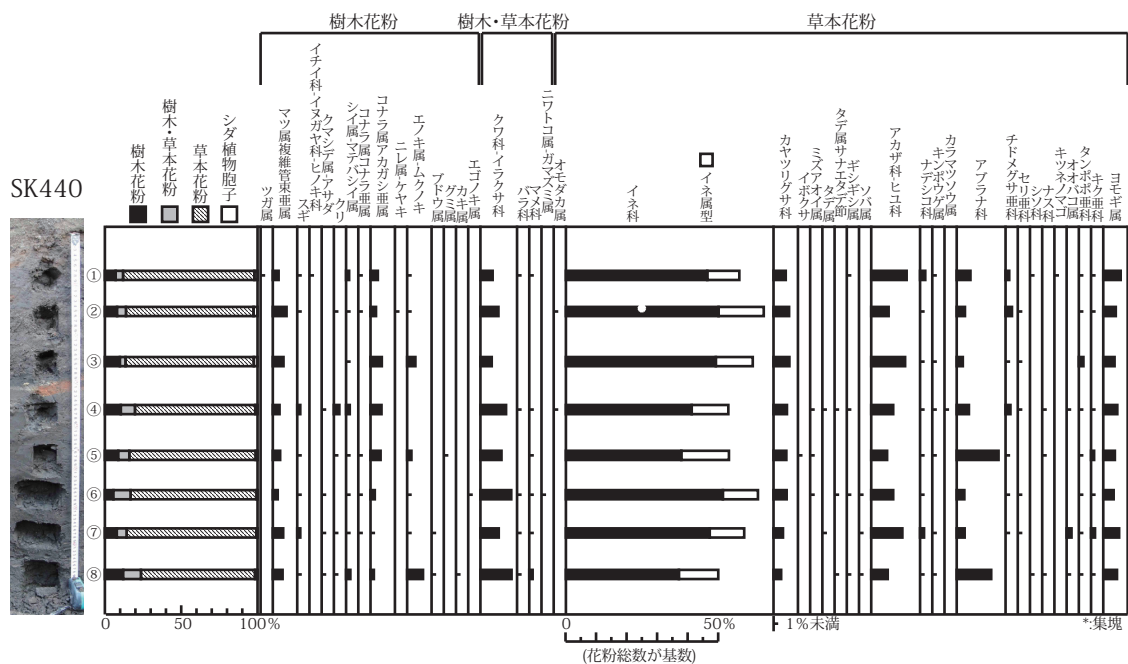 樹木花粉
樹木・草本花粉
草本花粉
SK440
樹木花粉
樹木・草本花粉
草本花粉
シダ植物胞子
ツガ属
マツ属複維管束亜属
スギ
イチイ科-イヌガヤ科-ヒノキ科
クマシデ属-アサダ
クリ
シイ属-マテバシイ属
コナラ属コナラ亜属
コナラ属アカガシ亜属
ニレ属-ケヤキ
エノキ属-ムクノキ
ブドウ属
グミ属
カキ属
エゴノキ属
クワ科-イラクサ科
バラ科
マメ科
ニワトコ属-ガマズミ属
オモダカ属
イネ科
イネ属型
カヤツリグサ科
イボクサ
ミズアオイ属
タデ属
タデ属サナエタデ節
ギシギシ属
ソバ属
アカザ科-ヒユ科
ナデシコ科
キンポウゲ属
カラマツソウ属
アブラナ科
チドメグサ亜科
セリ亜科
シソ科
ナス科
キツネノマゴ
オオバコ属
タンポポ亜科
キク亜科
ヨモギ属
①
②
③
④
⑤
⑥
⑦
⑧
0 50 100%
0 50%
1%未満
*:集塊
(花粉総数が基数)